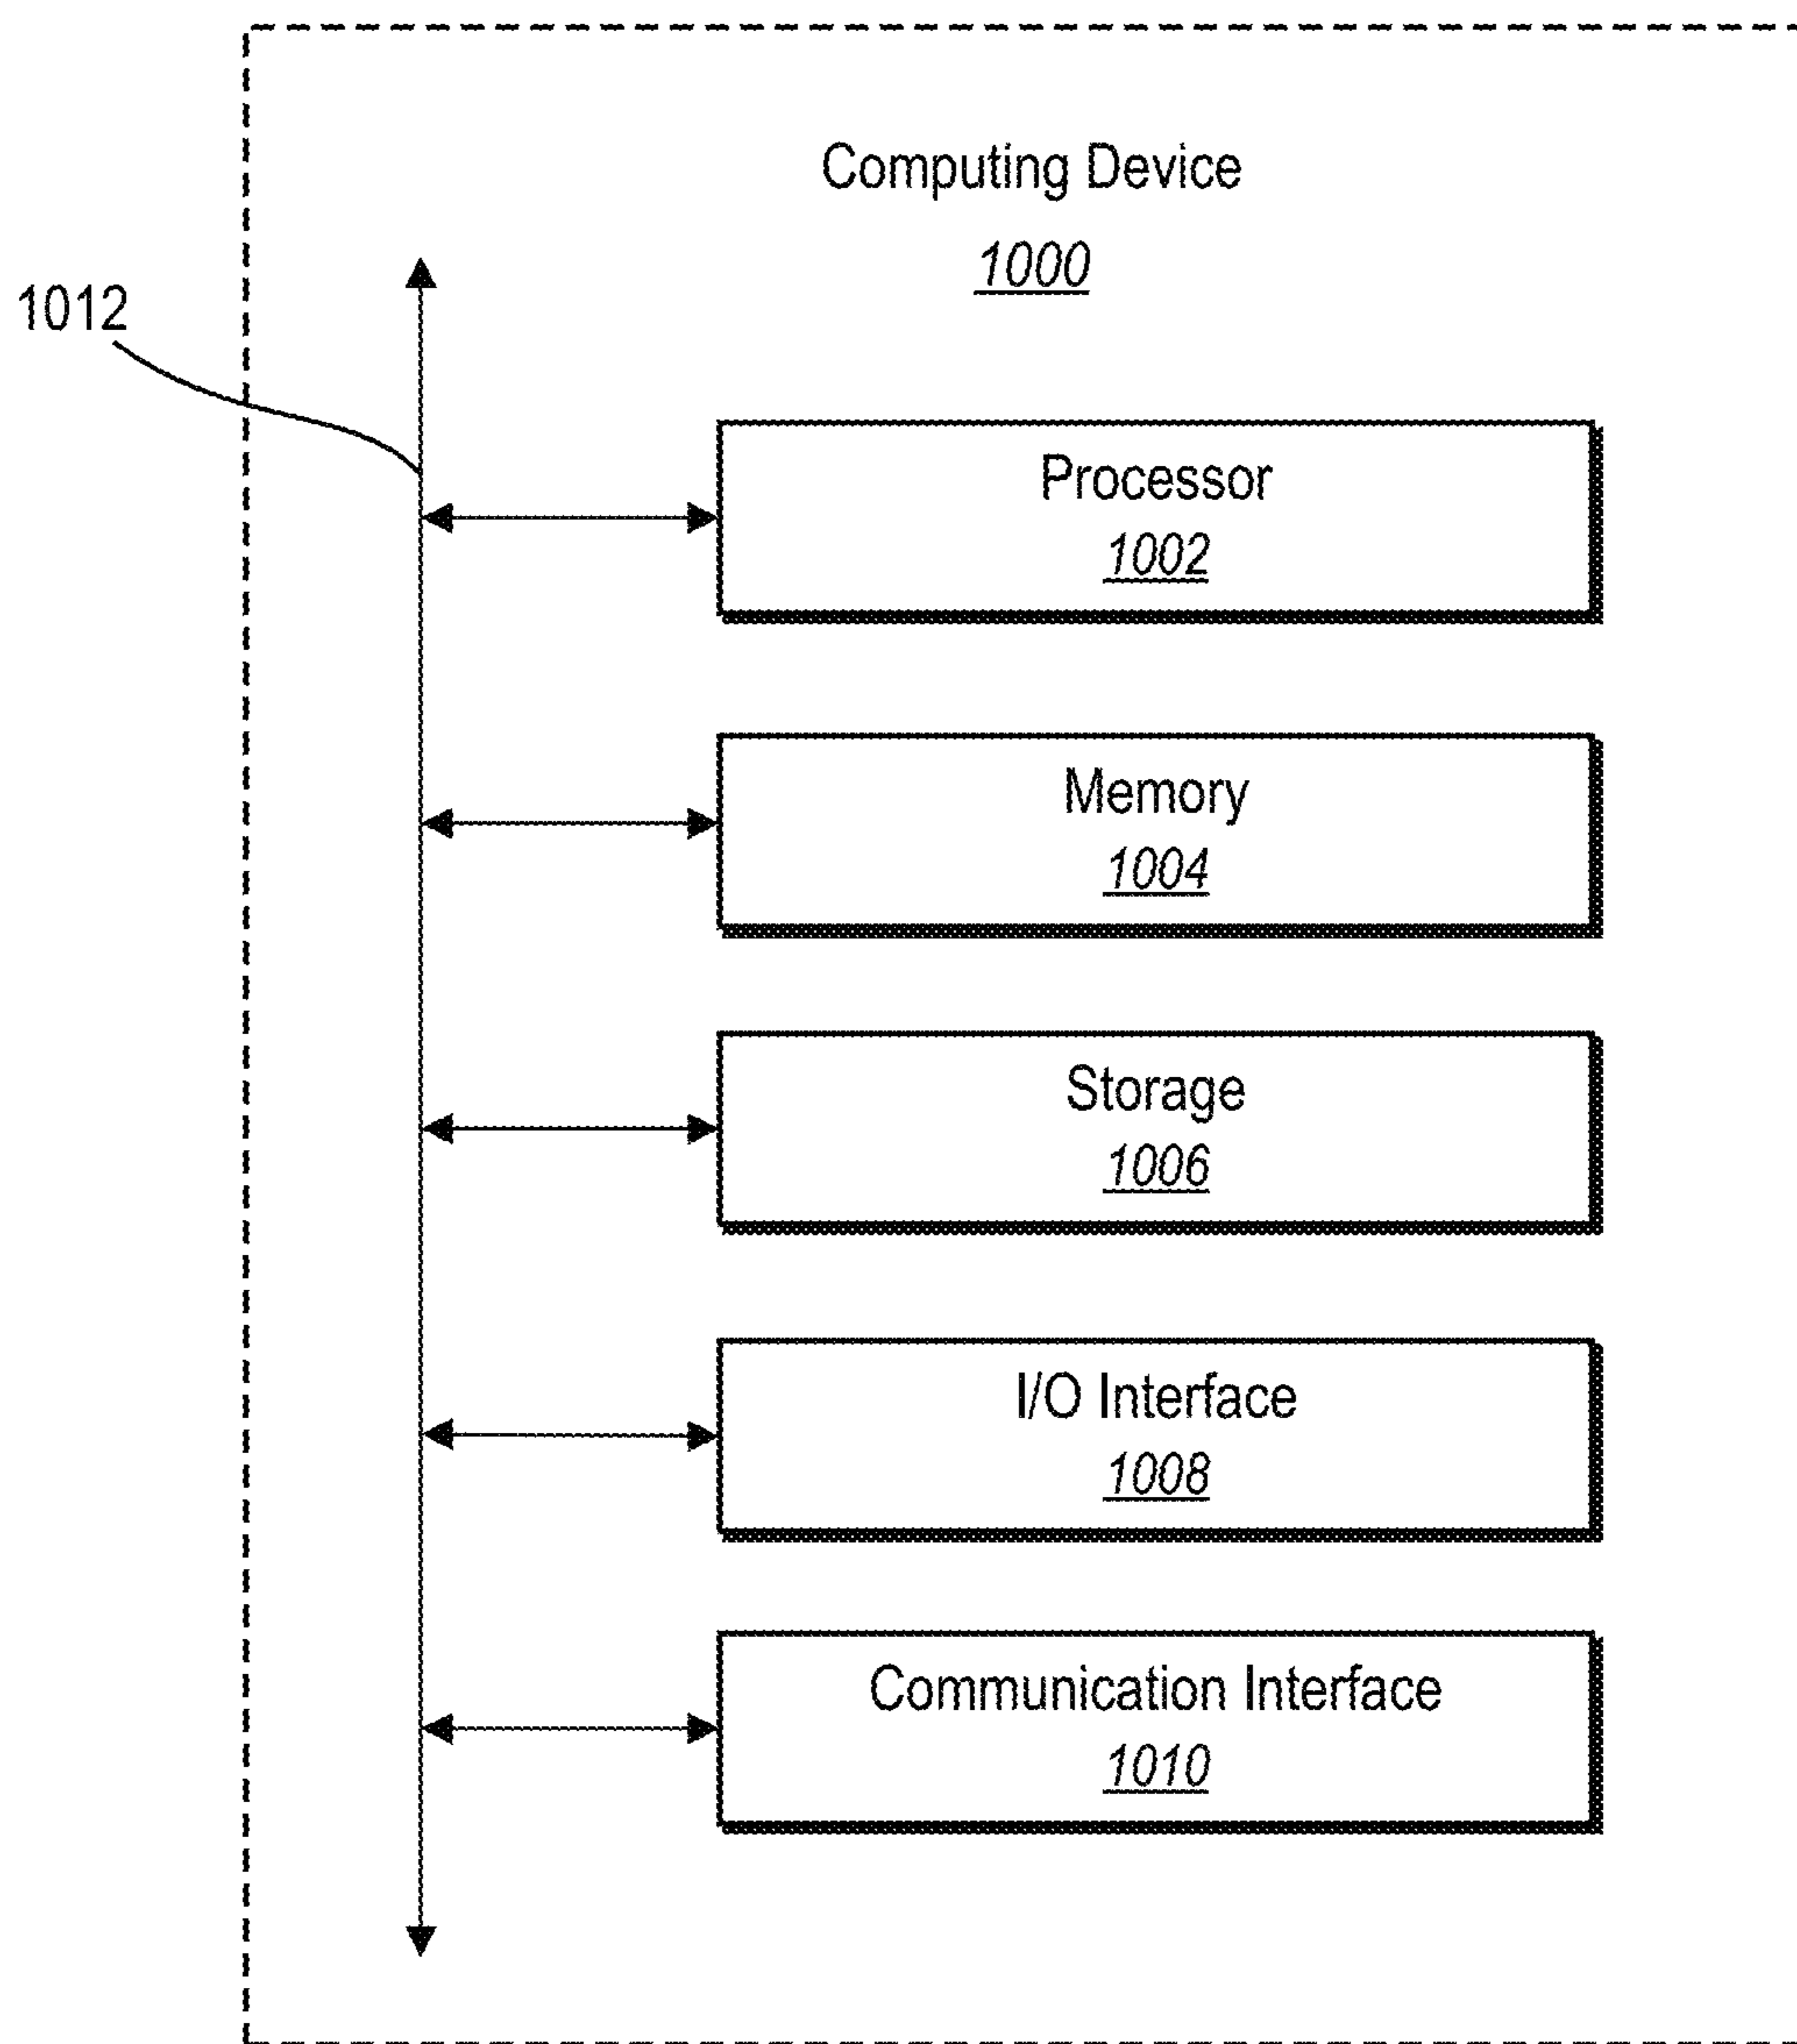 Computing Device
1000
1012
Processor
1002
Memory
1004
Storage
1006
I/O Interface
1008
Communication Interface
1010